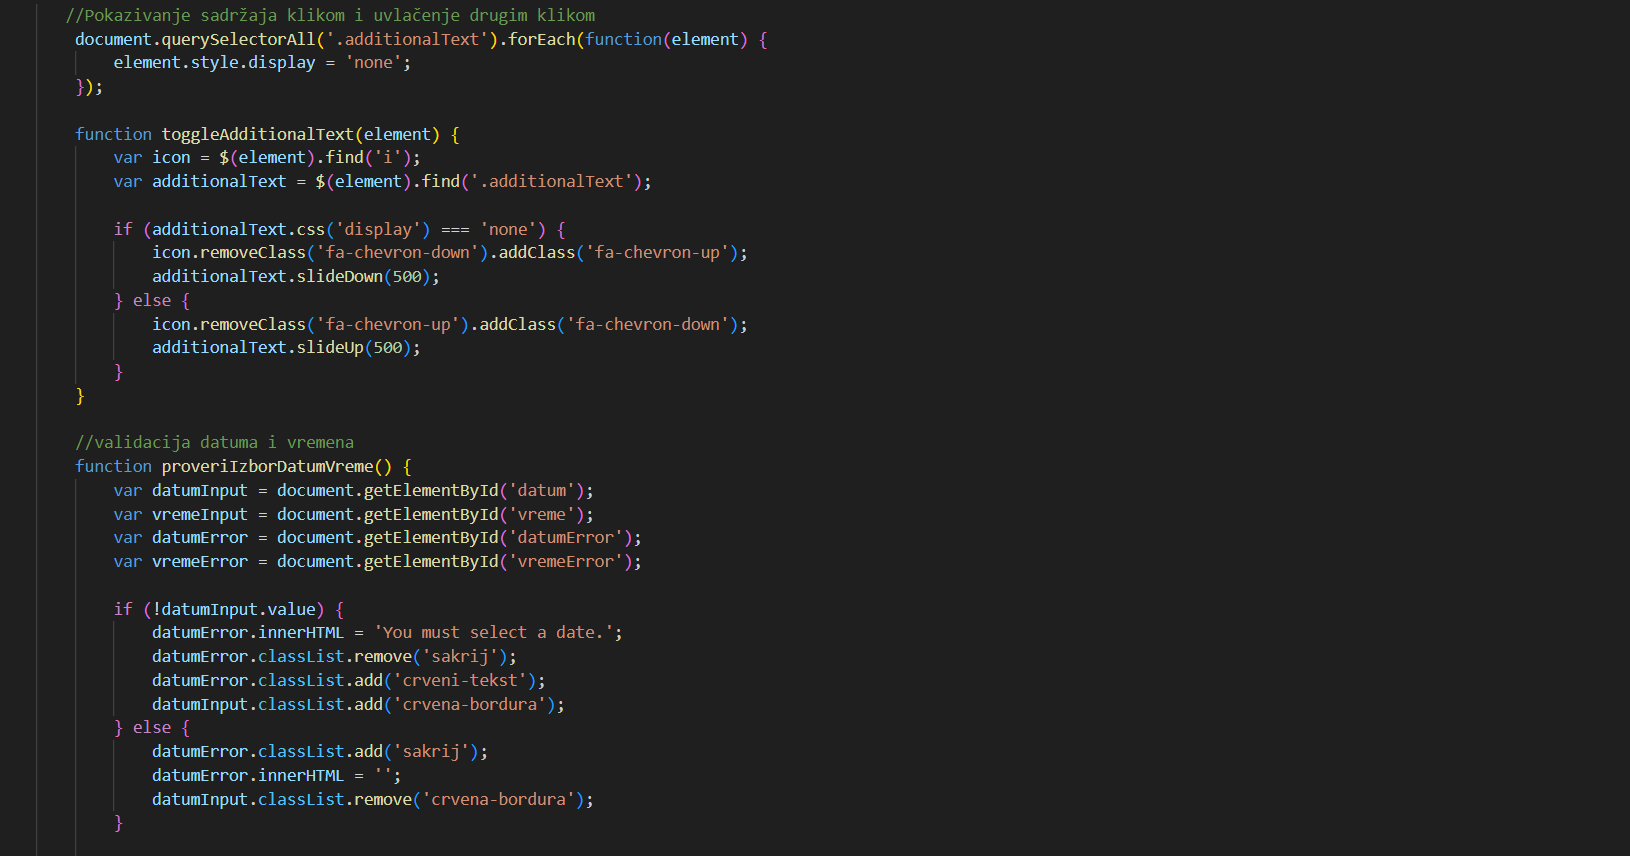 //Pokazivanje sadržaja klikom i uvlačenje drugim klikom
document.querySelectorAll('.additionalText').forEach(function(element) {
element.style.display = 'none';
});
function toggleAdditionalText(element) {
var icon = $(element).find('i');
var additionalText = $(element).find('.additionalText');
if (additionalText.css('display') === 'none') {
icon.removeClass('fa-chevron-down').addClass('fa-chevron-up');
additionalText.slideDown(500);
} else {
icon.removeClass('fa-chevron-up').addClass('fa-chevron-down');
additionalText.slideUp(500);
}
}
//validacija datuma i vremena
function proveriIzborDatumVreme() {
var datumInput = document.getElementById('datum');
var vremeInput = document.getElementById('vreme');
var datumError = document.getElementById('datumError');
var vremeError = document.getElementById('vremeError');
if (!datumInput.value) {
datumError.innerHTML = 'You must select a date.';
datumError.classList.remove('sakrij');
datumError.classList.add('crveni-tekst');
datumInput.classList.add('crvena-bordura');
} else {
datumError.classList.add('sakrij');
datumError.innerHTML = '';
datumInput.classList.remove('crvena-bordura');
}